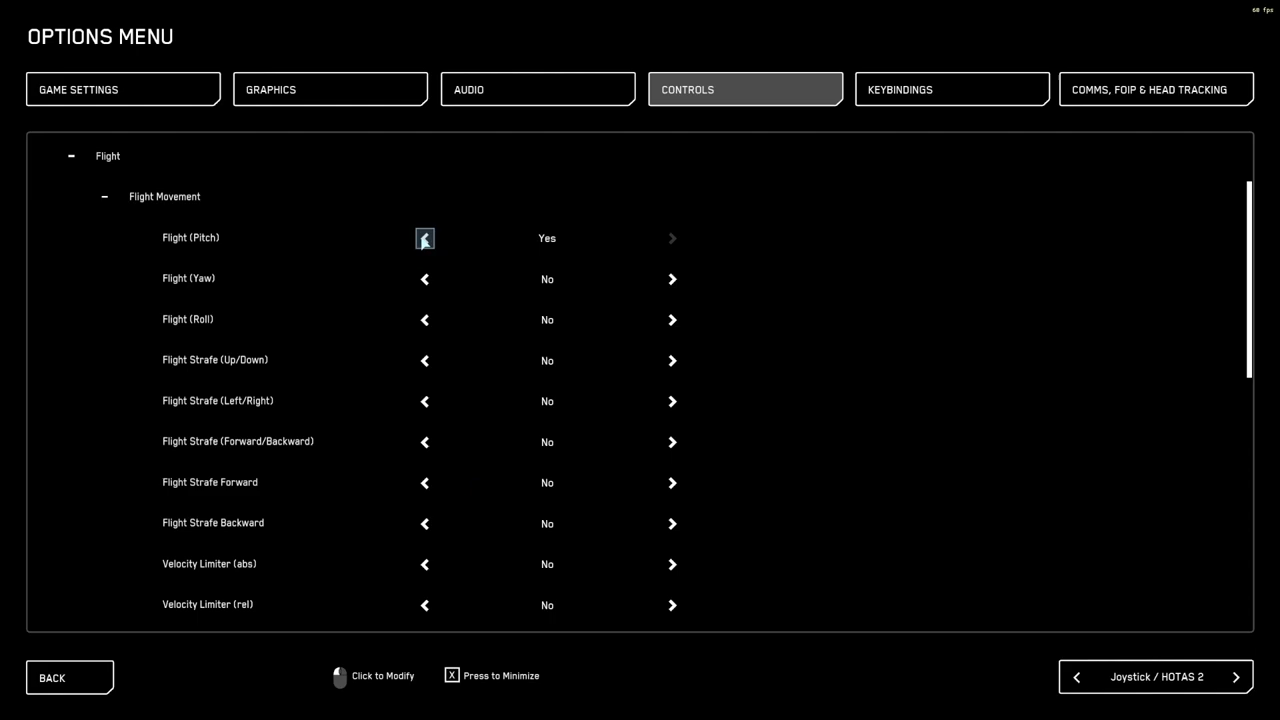 60 fps
OPTIONS MENU
GAME SETTINGS
GRAPHICS
AUDIO
CONTROLS
KEYBINDINGS
COMMS, FOIP & HEAD TRACKING
Flight
Flight Movement
Flight (Pitch) Yes
Flight (Yaw) No
Flight (Roll) No
Flight Strafe (Up/Down) No
Flight Strafe (Left/Right) No
Flight Strafe (Forward/Backward) No
Flight Strafe Forward No
Flight Strafe Backward No
Velocity Limiter (abs) No
Velocity Limiter (rel) No
BACK
Click to Modify
X Press to Minimize
Joystick / HOTAS 2